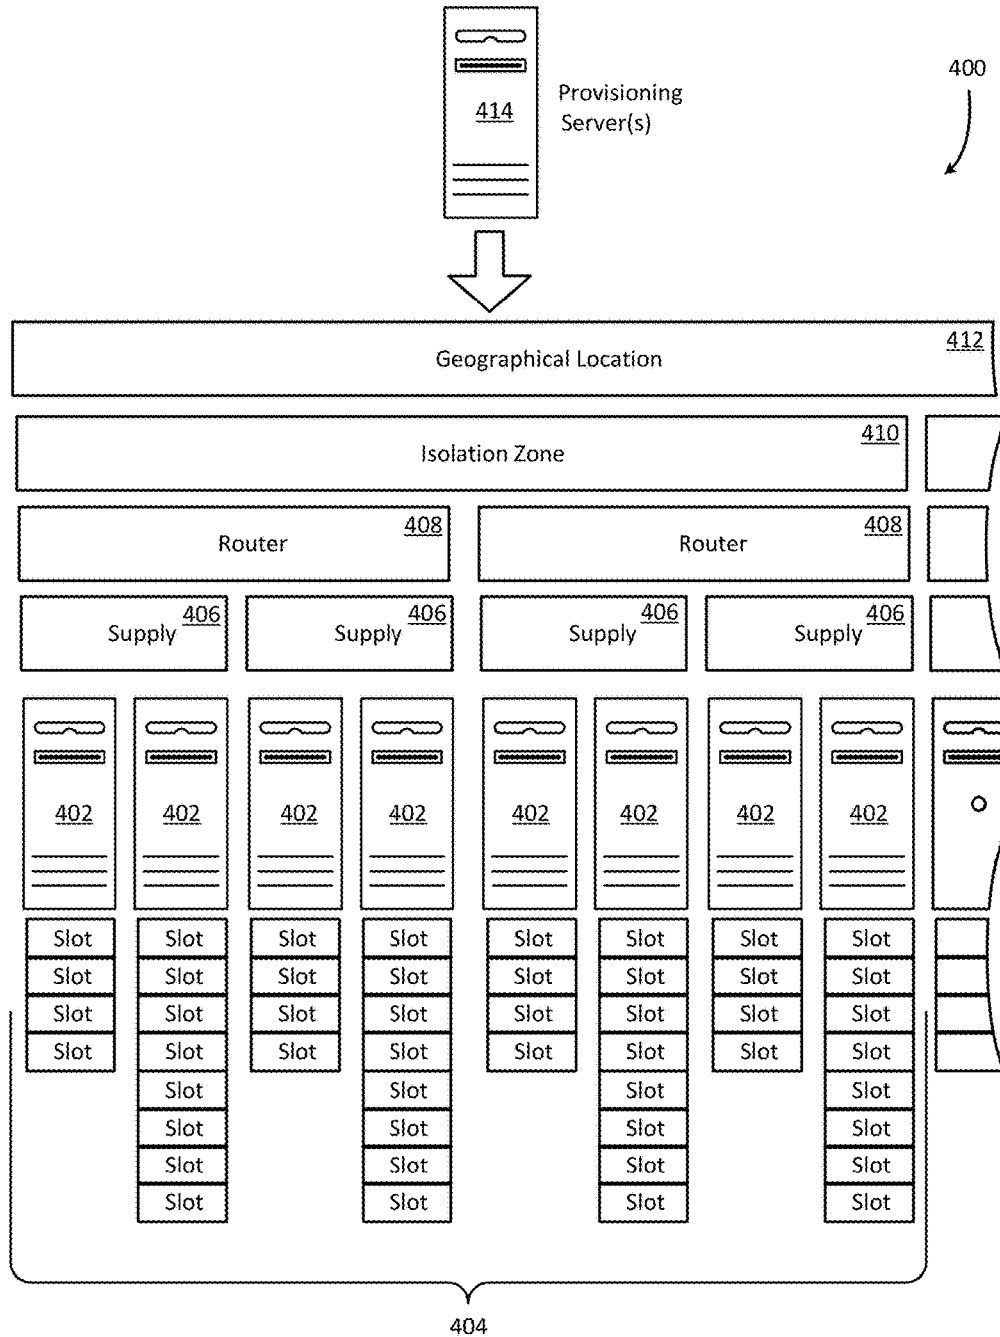 414
Provisioning
Server(s)
400
Geographical Location
412
Isolation Zone
410
Router
408
Router
408
Supply
406
Supply
406
Supply
406
Supply
406
402 402 402 402 402 402 402 402
Slot Slot Slot Slot Slot Slot Slot Slot
Slot Slot Slot Slot Slot Slot Slot Slot
Slot Slot Slot Slot Slot Slot Slot Slot
Slot Slot Slot Slot Slot Slot Slot Slot
Slot Slot Slot Slot
Slot Slot Slot Slot
Slot Slot Slot Slot
Slot Slot Slot Slot
404